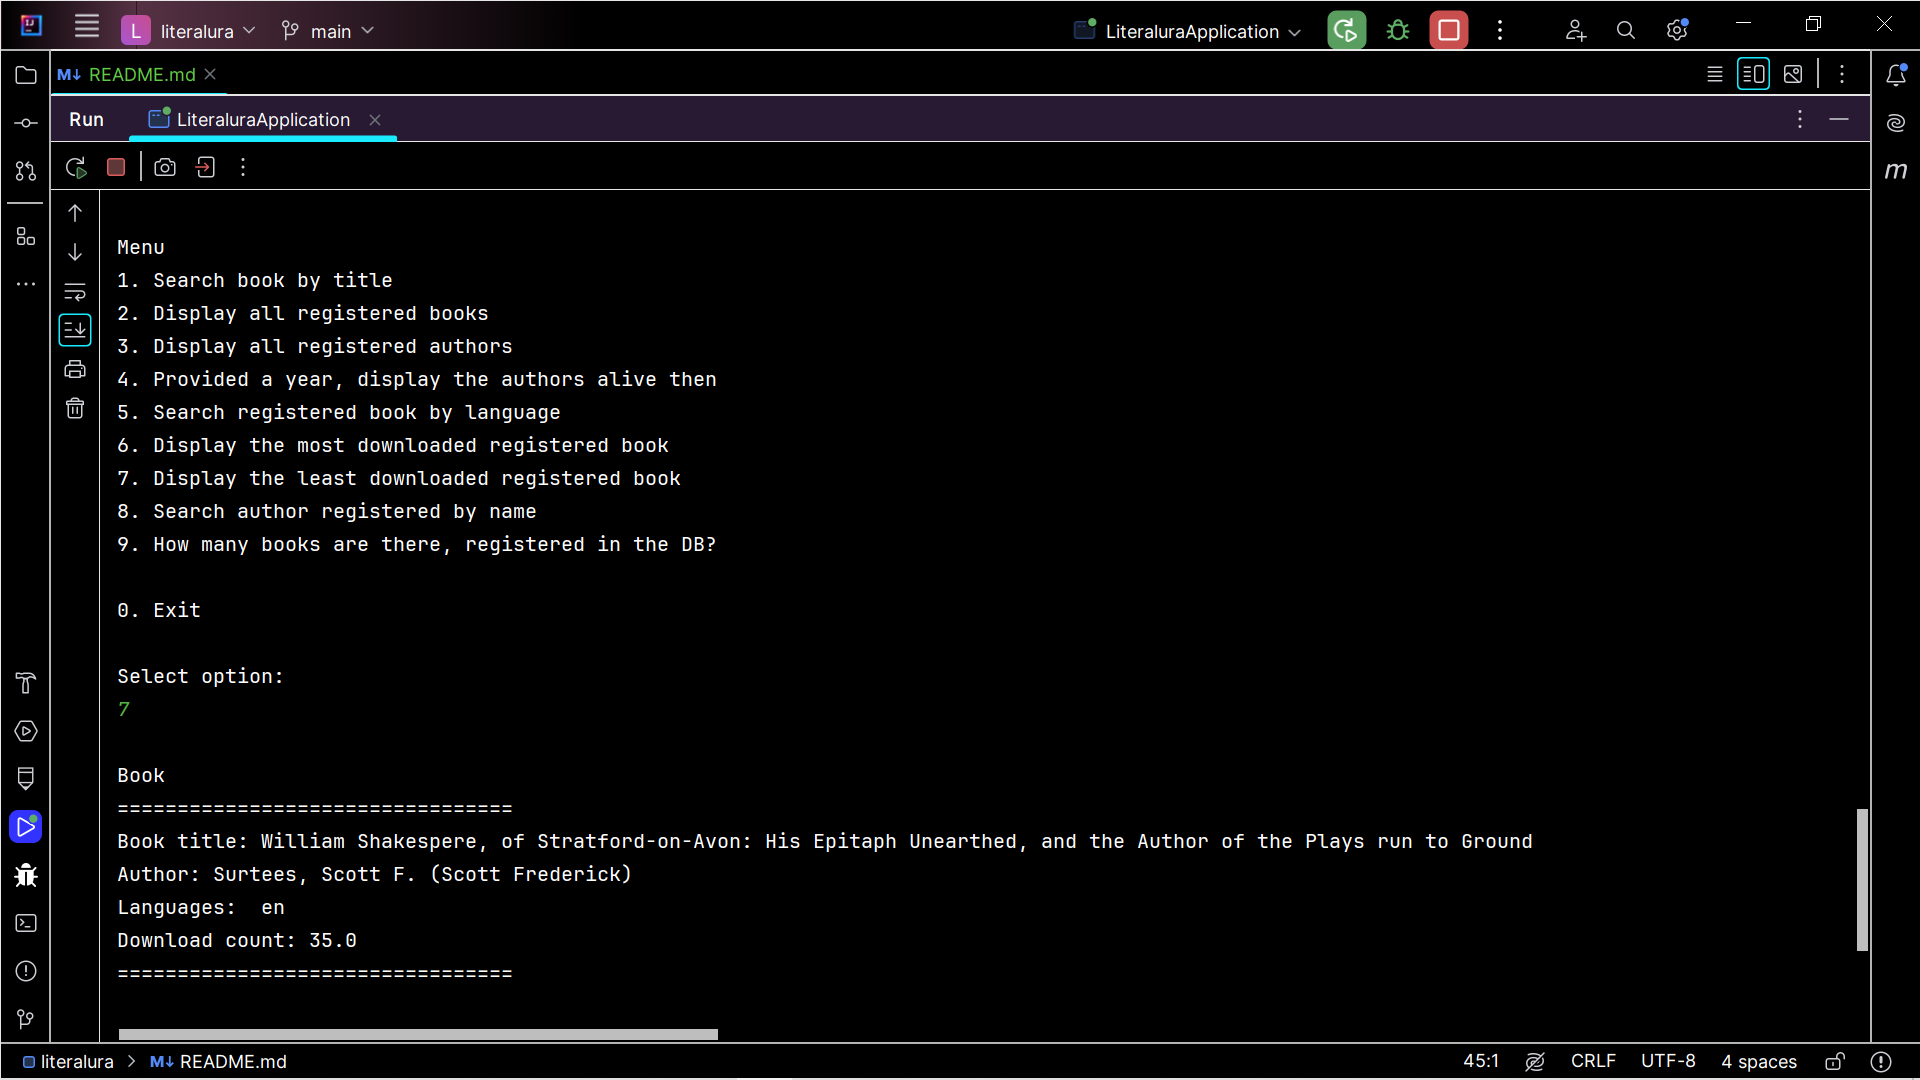 L literalura main LiteraluraApplication
M↓ README.md
Run LiteraluraApplication
m
Menu
1. Search book by title
2. Display all registered books
3. Display all registered authors
4. Provided a year, display the authors alive then
5. Search registered book by language
6. Display the most downloaded registered book
7. Display the least downloaded registered book
8. Search author registered by name
9. How many books are there, registered in the DB?
0. Exit
Select option:
7
Book
=================================
Book title: William Shakespere, of Stratford-on-Avon: His Epitaph Unearthed, and the Author of the Plays run to Ground
Author: Surtees, Scott F. (Scott Frederick)
Languages:  en
Download count: 35.0
=================================
literalura > M↓ README.md 45:1 CRLF UTF-8 4 spaces